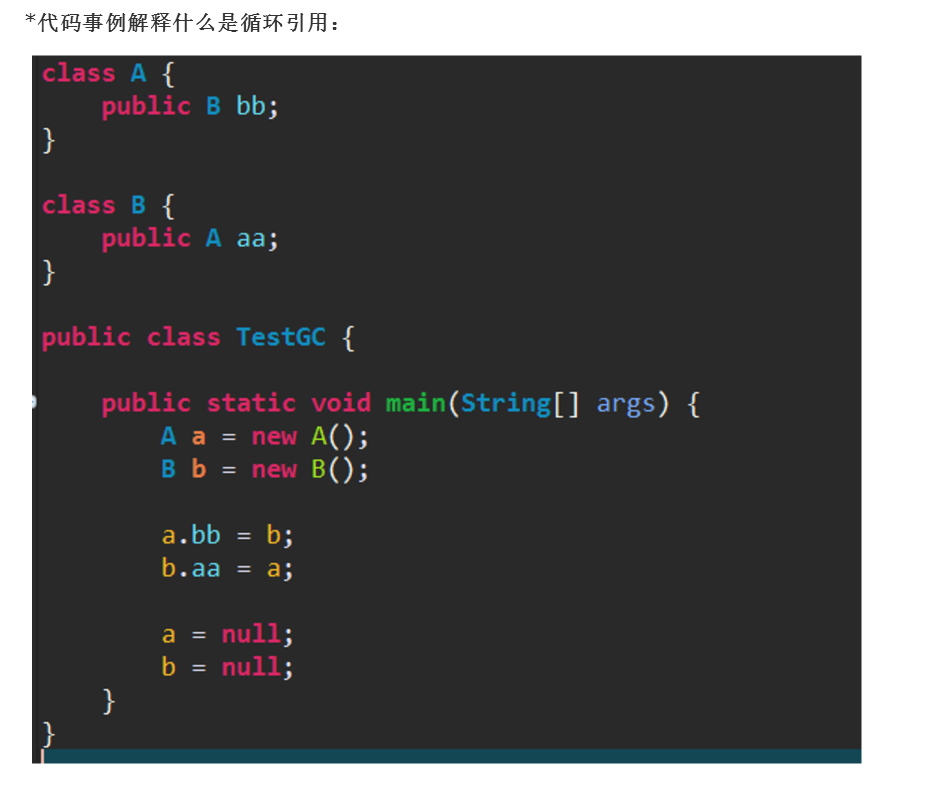 *代码事例解释什么是循环引用：
class A {
    public B bb;
}
class B {
    public A aa;
}
public class TestGC {
    public static void main(String[] args) {
        A a = new A();
        B b = new B();
        a.bb = b;
        b.aa = a;
        a = null;
        b = null;
    }
}